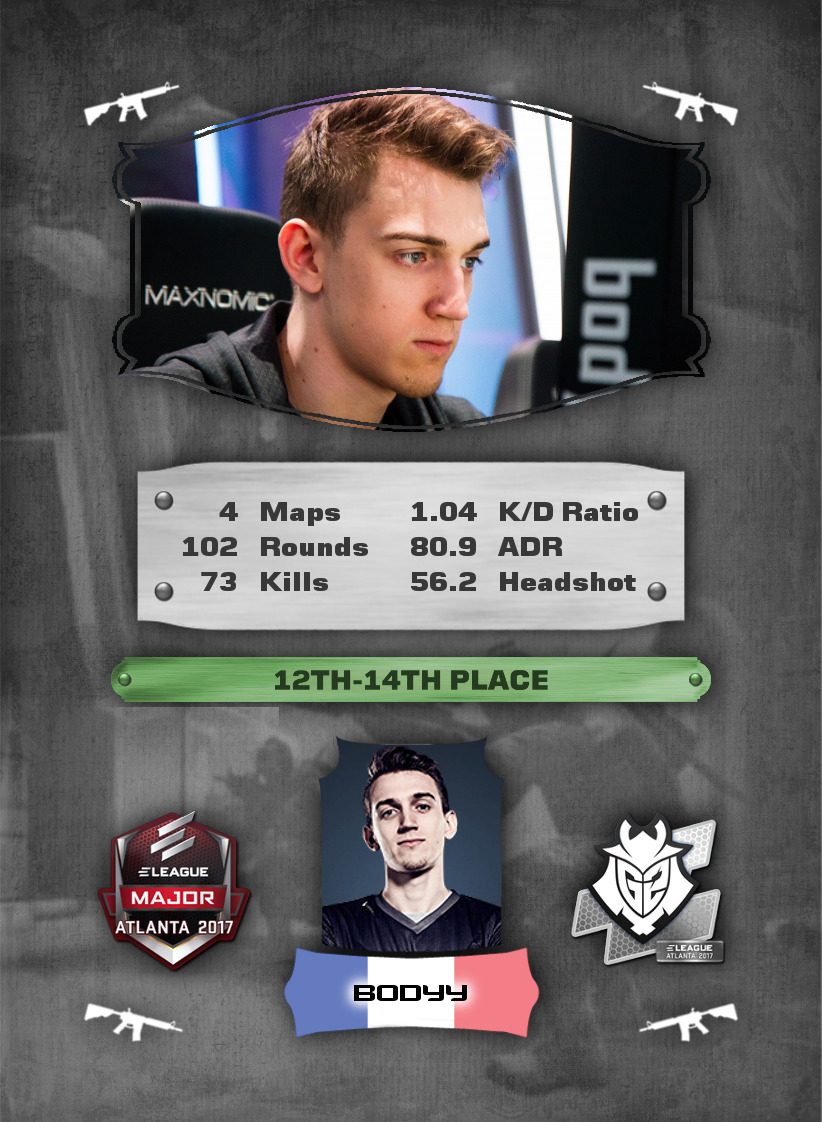 MAXNOMIC
bod
4 Maps 1.04 K/D Ratio
102 Rounds 80.9 ADR
73 Kills 56.2 Headshot
12TH-14TH PLACE
ELEAGUE
MAJOR
ATLANTA 2017
G2
ELEAGUE
ATLANTA 2017
BODYY